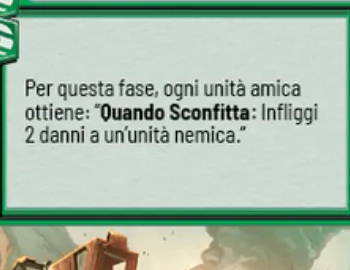 Per questa fase, ogni unità amica
ottiene: “Quando Sconfitta: Infliggi
2 danni a un’unità nemica.”